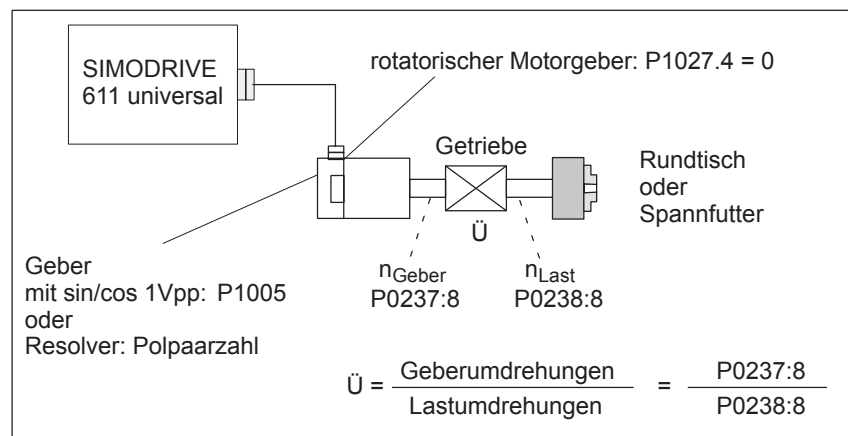 SIMODRIVE
611 universal
rotatorischer Motorgeber: P1027.4 = 0
Getriebe
Rundtisch
oder
Spannfutter
Ü
Geber
mit sin/cos 1Vpp: P1005
oder
Resolver: Polpaarzahl
nGeber
P0237:8
nLast
P0238:8
Ü = Geberumdrehungen = P0237:8
Lastumdrehungen P0238:8